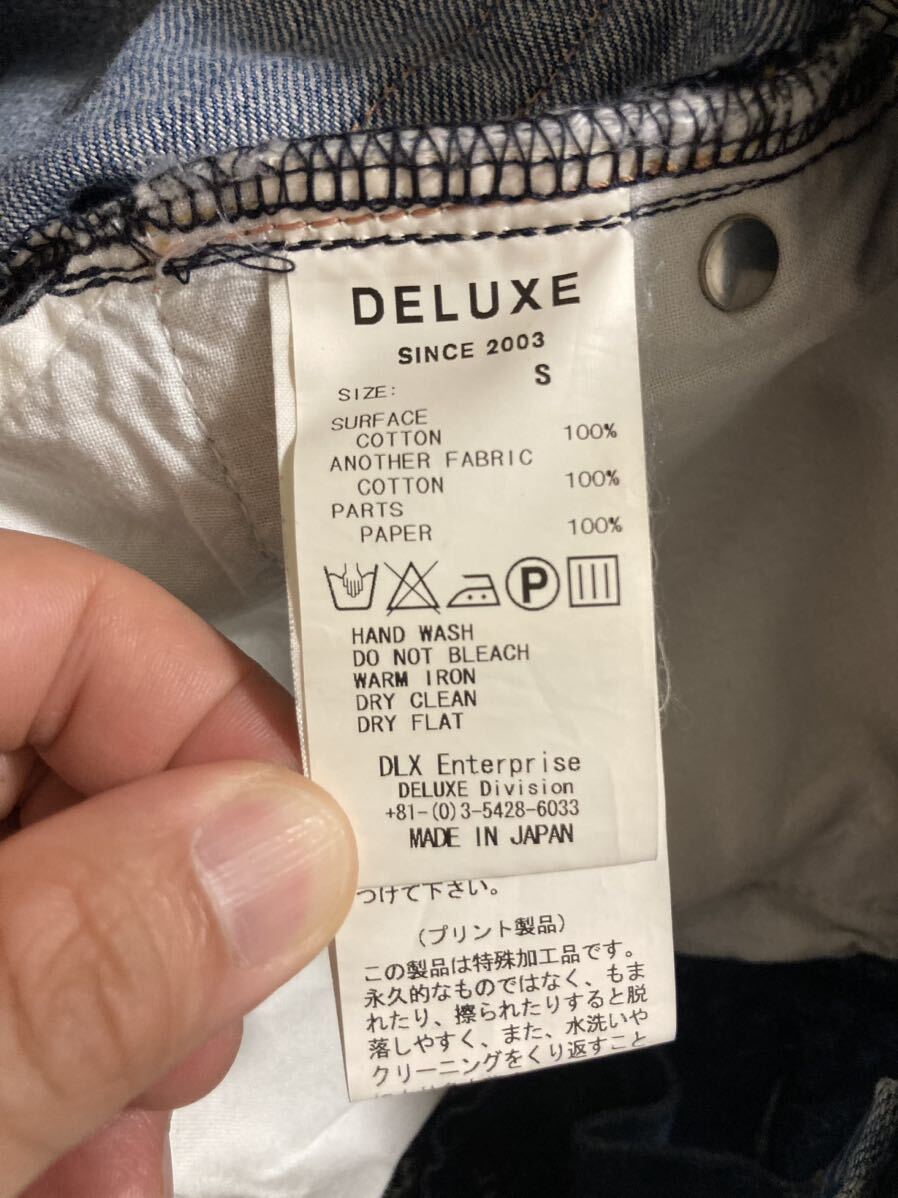 DELUXE
SINCE 2003
SIZE: S
SURFACE
COTTON 100%
ANOTHER FABRIC
COTTON 100%
PARTS
PAPER 100%
P
HAND WASH
DO NOT BLEACH
WARM IRON
DRY CLEAN
DRY FLAT
DLX Enterprise
DELUXE Division
+81-(0)3-5428-6033
MADE IN JAPAN
つけて下さい。
(プリント製品)
この製品は特殊加工品です。
永久的なものではなく、もま
れたり、擦られたりすると脱
落しやすく、また、水洗いや
クリーニングをくり返すこと